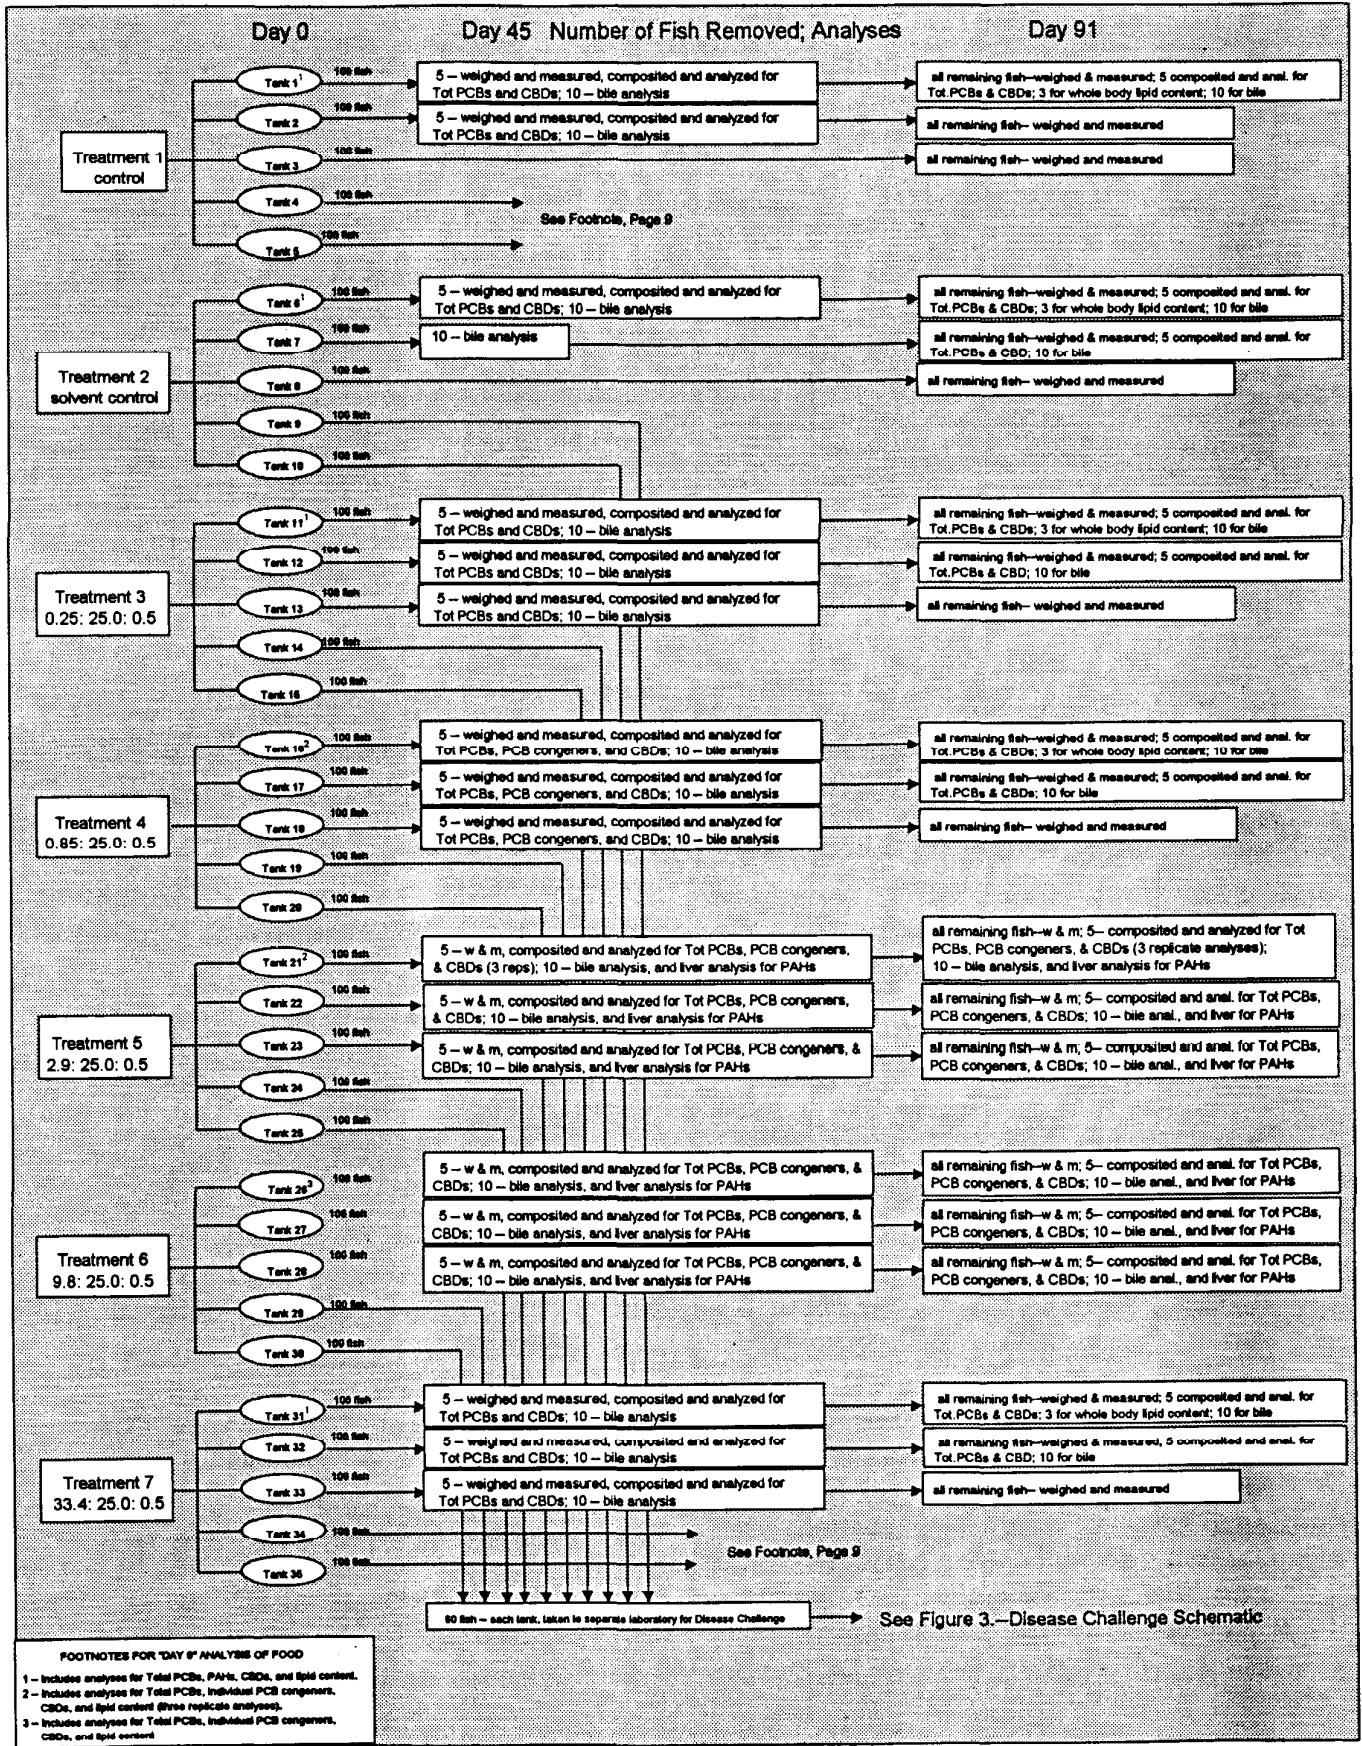 Day 0
Day 45 Number of Fish Removed; Analyses
Day 91
Treatment 1
control
Tank 1¹
100 fish
5 – weighed and measured, composited and analyzed for
Tot PCBs and CBDs; 10 – bile analysis
all remaining fish–weighed & measured; 5 composited and anal. for
Tot.PCBs & CBDs; 3 for whole body lipid content; 10 for bile
Tank 2
100 fish
5 – weighed and measured, composited and analyzed for
Tot PCBs and CBDs; 10 – bile analysis
all remaining fish– weighed and measured
Tank 3
100 fish
all remaining fish– weighed and measured
Tank 4
100 fish
See Footnote, Page 9
Tank 5
100 fish
Treatment 2
solvent control
Tank 6¹
100 fish
5 – weighed and measured, composited and analyzed for
Tot PCBs and CBDs; 10 – bile analysis
all remaining fish–weighed & measured; 5 composited and anal. for
Tot.PCBs & CBDs; 3 for whole body lipid content; 10 for bile
Tank 7
100 fish
10 – bile analysis
all remaining fish–weighed & measured; 5 composited and anal. for
Tot.PCBs & CBD; 10 for bile
Tank 8
100 fish
all remaining fish– weighed and measured
Tank 9
100 fish
Tank 10
100 fish
Treatment 3
0.25: 25.0: 0.5
Tank 11¹
100 fish
5 – weighed and measured, composited and analyzed for
Tot PCBs and CBDs; 10 – bile analysis
all remaining fish–weighed & measured; 5 composited and anal. for
Tot.PCBs & CBDs; 3 for whole body lipid content; 10 for bile
Tank 12
100 fish
5 – weighed and measured, composited and analyzed for
Tot PCBs and CBDs; 10 – bile analysis
all remaining fish–weighed & measured; 5 composited and anal. for
Tot.PCBs & CBD; 10 for bile
Tank 13
100 fish
5 – weighed and measured, composited and analyzed for
Tot PCBs and CBDs; 10 – bile analysis
all remaining fish– weighed and measured
Tank 14
100 fish
Tank 15
100 fish
Treatment 4
0.85: 25.0: 0.5
Tank 16²
100 fish
5 – weighed and measured, composited and analyzed for
Tot PCBs, PCB congeners, and CBDs; 10 – bile analysis
all remaining fish–weighed & measured; 5 composited and anal. for
Tot.PCBs & CBDs; 3 for whole body lipid content; 10 for bile
Tank 17
100 fish
5 – weighed and measured, composited and analyzed for
Tot PCBs, PCB congeners, and CBDs; 10 – bile analysis
all remaining fish–weighed & measured; 5 composited and anal. for
Tot.PCBs & CBDs; 10 for bile
Tank 18
100 fish
5 – weighed and measured, composited and analyzed for
Tot PCBs, PCB congeners, and CBDs; 10 – bile analysis
all remaining fish– weighed and measured
Tank 19
100 fish
Tank 20
100 fish
Treatment 5
2.9: 25.0: 0.5
Tank 21²
100 fish
5 – w & m, composited and analyzed for Tot PCBs, PCB congeners,
& CBDs (3 reps); 10 – bile analysis, and liver analysis for PAHs
all remaining fish–w & m; 5– composited and analyzed for Tot
PCBs, PCB congeners, & CBDs (3 replicate analyses);
10 – bile analysis, and liver analysis for PAHs
Tank 22
100 fish
5 – w & m, composited and analyzed for Tot PCBs, PCB congeners,
& CBDs; 10 – bile analysis, and liver analysis for PAHs
all remaining fish–w & m; 5– composited and anal. for Tot PCBs,
PCB congeners, & CBDs; 10 – bile anal., and liver for PAHs
Tank 23
100 fish
5 – w & m, composited and analyzed for Tot PCBs, PCB congeners, &
CBDs; 10 – bile analysis, and liver analysis for PAHs
all remaining fish–w & m; 5– composited and anal. for Tot PCBs,
PCB congeners, & CBDs; 10 – bile anal., and liver for PAHs
Tank 24
100 fish
Tank 25
100 fish
Treatment 6
9.8: 25.0: 0.5
Tank 26³
100 fish
5 – w & m, composited and analyzed for Tot PCBs, PCB congeners, &
CBDs; 10 – bile analysis, and liver analysis for PAHs
all remaining fish–w & m; 5– composited and anal. for Tot PCBs,
PCB congeners, & CBDs; 10 – bile anal., and liver for PAHs
Tank 27
100 fish
5 – w & m, composited and analyzed for Tot PCBs, PCB congeners, &
CBDs; 10 – bile analysis, and liver analysis for PAHs
all remaining fish–w & m; 5– composited and anal. for Tot PCBs,
PCB congeners, & CBDs; 10 – bile anal., and liver for PAHs
Tank 28
100 fish
5 – w & m, composited and analyzed for Tot PCBs, PCB congeners, &
CBDs; 10 – bile analysis, and liver analysis for PAHs
all remaining fish–w & m; 5– composited and anal. for Tot PCBs,
PCB congeners, & CBDs; 10 – bile anal., and liver for PAHs
Tank 29
100 fish
Tank 30
100 fish
Treatment 7
33.4: 25.0: 0.5
Tank 31¹
100 fish
5 – weighed and measured, composited and analyzed for
Tot PCBs and CBDs; 10 – bile analysis
all remaining fish–weighed & measured; 5 composited and anal. for
Tot.PCBs & CBDs; 3 for whole body lipid content; 10 for bile
Tank 32
100 fish
5 – weighed and measured, composited and analyzed for
Tot PCBs and CBDs; 10 – bile analysis
all remaining fish–weighed & measured, 5 composited and anal. for
Tot.PCBs & CBD; 10 for bile
Tank 33
100 fish
5 – weighed and measured, composited and analyzed for
Tot PCBs and CBDs; 10 – bile analysis
all remaining fish– weighed and measured
Tank 34
100 fish
See Footnote, Page 9
Tank 35
100 fish
60 fish – each tank, taken to separate laboratory for Disease Challenge
See Figure 3.–Disease Challenge Schematic
FOOTNOTES FOR "DAY 0" ANALYSIS OF FOOD
1 – Includes analyses for Total PCBs, PAHs, CBDs, and lipid content.
2 – Includes analyses for Total PCBs, Individual PCB congeners,
CBDs, and lipid content (three replicate analyses).
3 – Includes analyses for Total PCBs, Individual PCB congeners,
CBDs, and lipid content